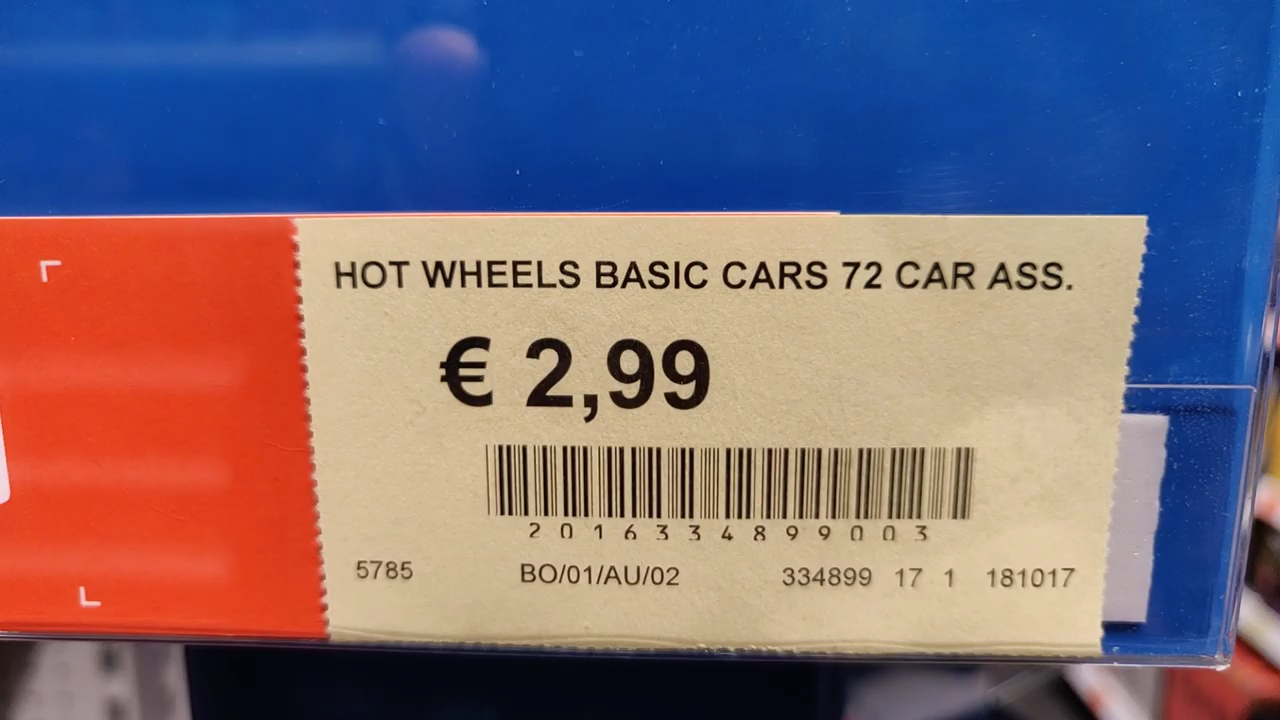 HOT WHEELS BASIC CARS 72 CAR ASS.
€ 2,99
2016334899003
5785 BO/01/AU/02 334899 17 1 181017